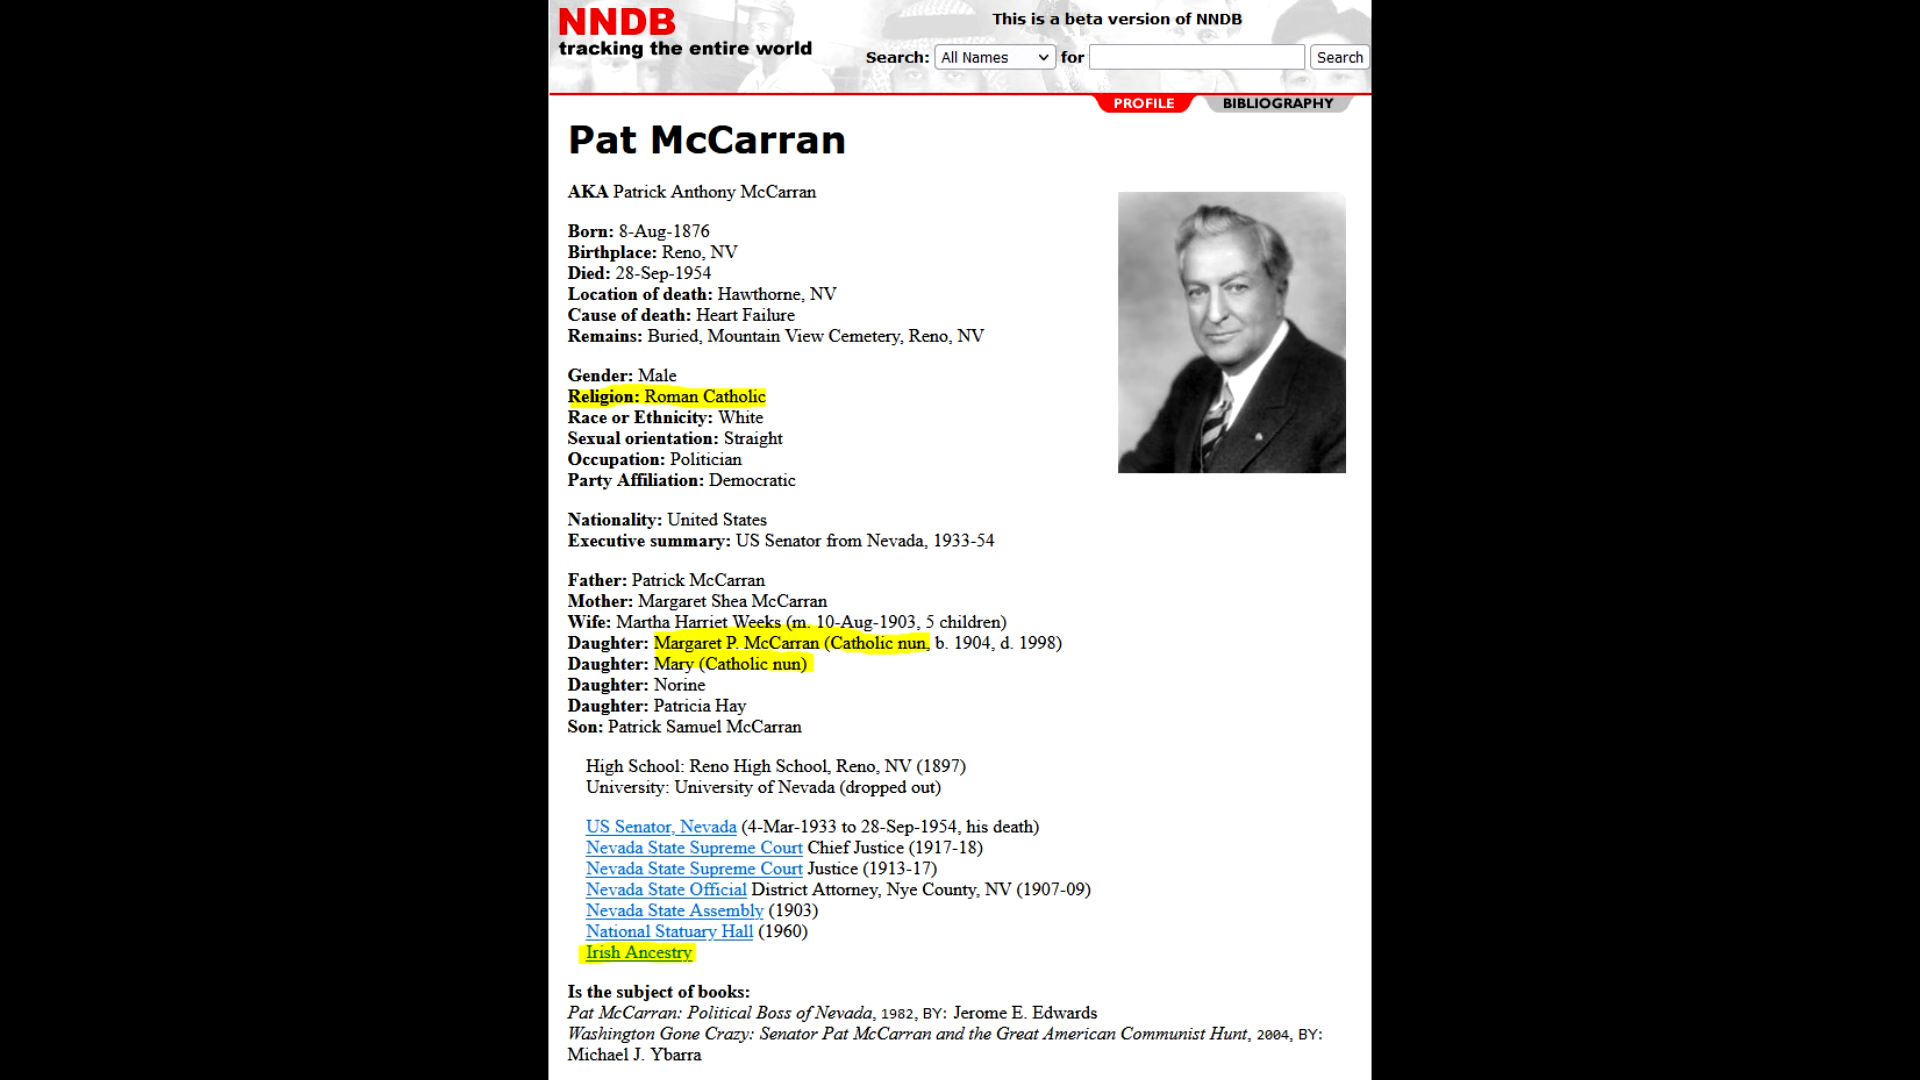 NNDB
tracking the entire world
This is a beta version of NNDB
Search: All Names for Search
PROFILE BIBLIOGRAPHY
Pat McCarran
AKA Patrick Anthony McCarran
Born: 8-Aug-1876
Birthplace: Reno, NV
Died: 28-Sep-1954
Location of death: Hawthorne, NV
Cause of death: Heart Failure
Remains: Buried, Mountain View Cemetery, Reno, NV
Gender: Male
Religion: Roman Catholic
Race or Ethnicity: White
Sexual orientation: Straight
Occupation: Politician
Party Affiliation: Democratic
Nationality: United States
Executive summary: US Senator from Nevada, 1933-54
Father: Patrick McCarran
Mother: Margaret Shea McCarran
Wife: Martha Harriet Weeks (m. 10-Aug-1903, 5 children)
Daughter: Margaret P. McCarran (Catholic nun, b. 1904, d. 1998)
Daughter: Mary (Catholic nun)
Daughter: Norine
Daughter: Patricia Hay
Son: Patrick Samuel McCarran
High School: Reno High School, Reno, NV (1897)
University: University of Nevada (dropped out)
US Senator, Nevada (4-Mar-1933 to 28-Sep-1954, his death)
Nevada State Supreme Court Chief Justice (1917-18)
Nevada State Supreme Court Justice (1913-17)
Nevada State Official District Attorney, Nye County, NV (1907-09)
Nevada State Assembly (1903)
National Statuary Hall (1960)
Irish Ancestry
Is the subject of books:
Pat McCarran: Political Boss of Nevada, 1982, BY: Jerome E. Edwards
Washington Gone Crazy: Senator Pat McCarran and the Great American Communist Hunt, 2004, BY:
Michael J. Ybarra